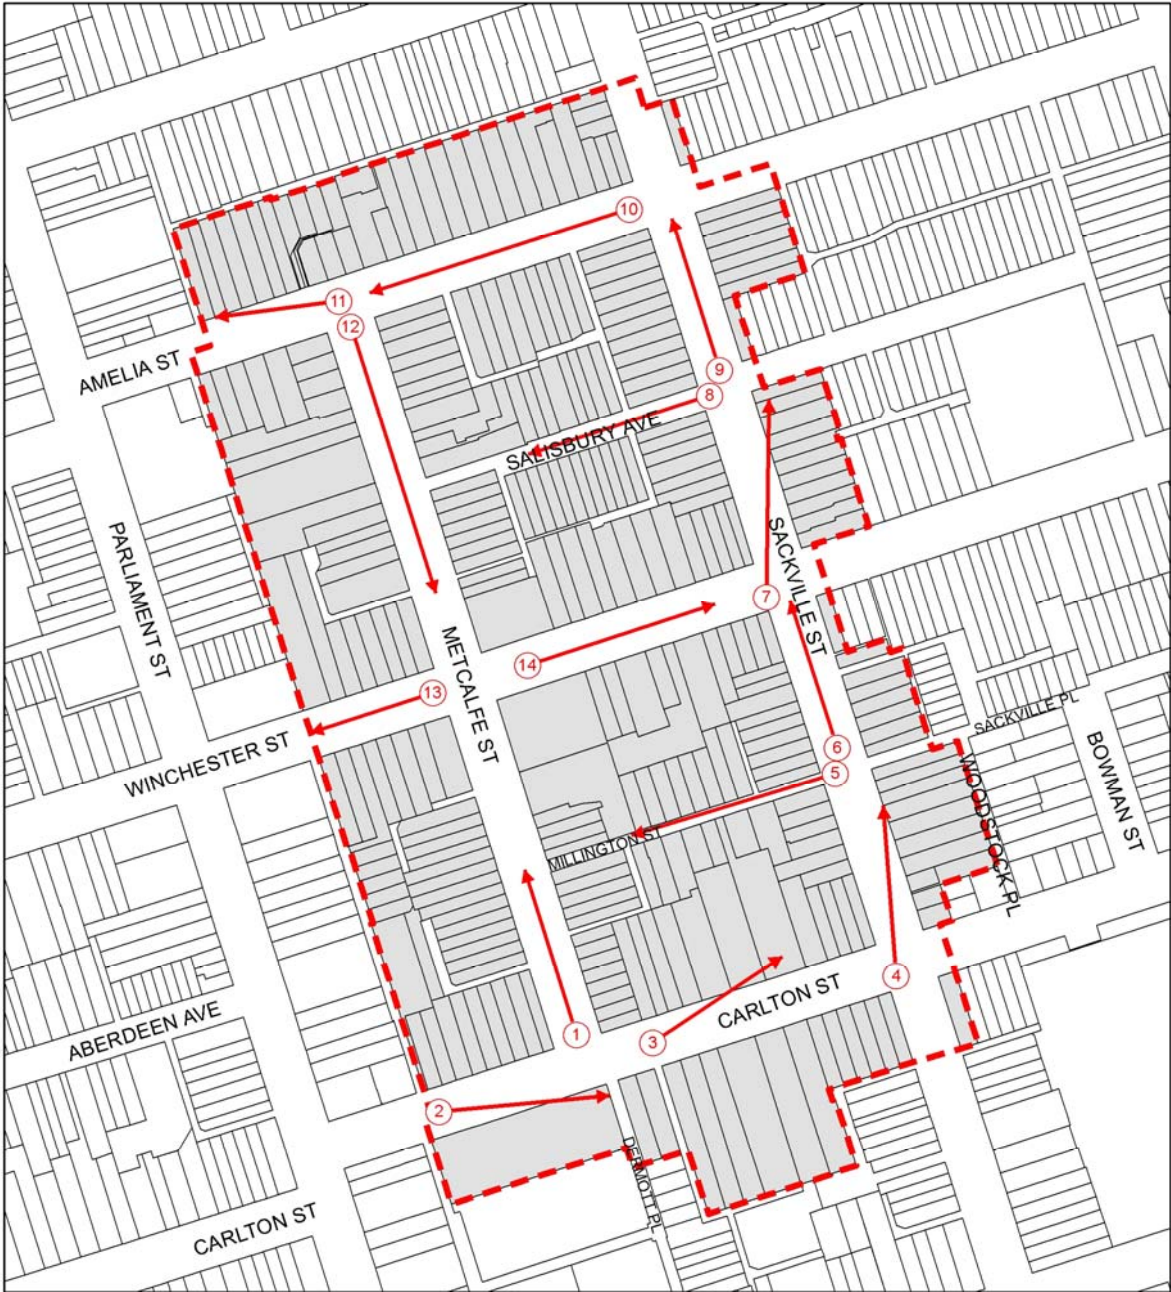 10
11
12
AMELIA ST
9
8
SALISBURY AVE
PARLIAMENT ST
SACKVILLE ST
7
METCALFE ST
14
13
SACKVILLE PL
WINCHESTER ST
6
5
BOWMAN ST
WOODSTOCK PL
MILLINGTON ST
4
CARLTON ST
ABERDEEN AVE
1
3
2
DERMOTT PL
CARLTON ST